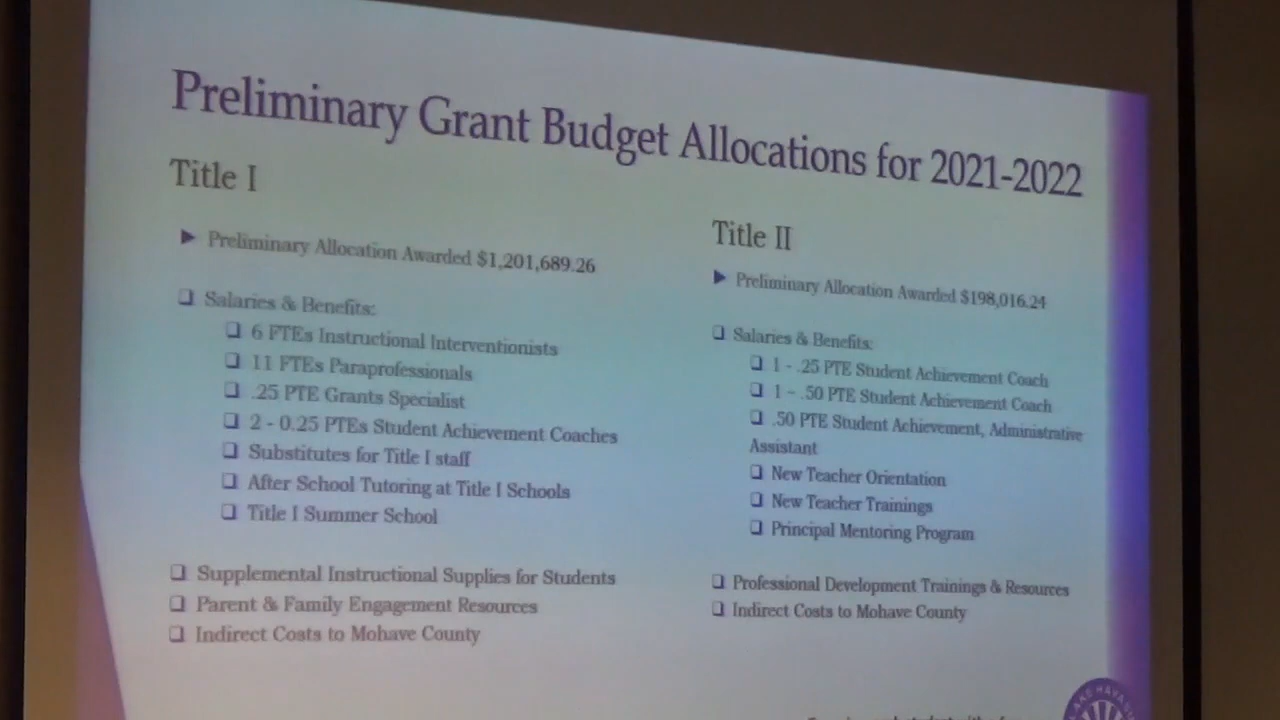 Preliminary Grant Budget Allocations for 2021-2022
Title I
Preliminary Allocation Awarded $1,201,689.26
Salaries & Benefits:
6 FTEs Instructional Interventionists
11 FTEs Paraprofessionals
.25 FTE Grants Specialist
2 - 0.25 FTEs Student Achievement Coaches
Substitutes for Title I staff
After School Tutoring at Title I Schools
Title I Summer School
Supplemental Instructional Supplies for Students
Parent & Family Engagement Resources
Indirect Costs to Mohave County
Title II
Preliminary Allocation Awarded $198,016.24
Salaries & Benefits:
1 - .25 FTE Student Achievement Coach
1 - .50 FTE Student Achievement Coach
.50 FTE Student Achievement, Administrative
Assistant
New Teacher Orientation
New Teacher Trainings
Principal Mentoring Program
Professional Development Trainings & Resources
Indirect Costs to Mohave County